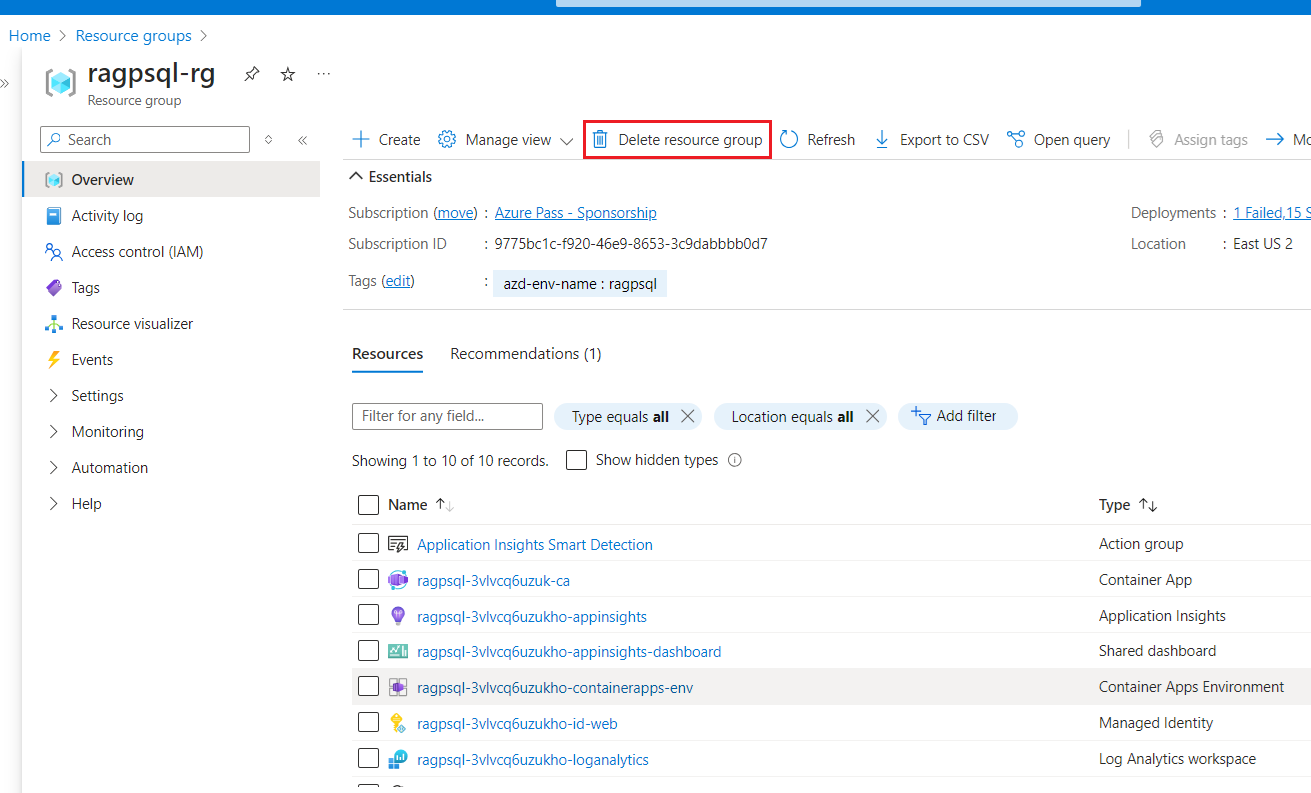 Home > Resource groups >
ragpsql-rg
Resource group
Search
Overview
Activity log
Access control (IAM)
Tags
Resource visualizer
Events
Settings
Monitoring
Automation
Help
Create Manage view Delete resource group Refresh Export to CSV Open query Assign tags
Essentials
Subscription (move) : Azure Pass - Sponsorship
Subscription ID : 9775bc1c-f920-46e9-8653-3c9dabbbb0d7
Tags (edit) : azd-env-name : ragpsql
Deployments : 1 Failed,15 S
Location : East US 2
Resources Recommendations (1)
Filter for any field... Type equals all Location equals all Add filter
Showing 1 to 10 of 10 records. Show hidden types
Name Type
Application Insights Smart Detection Action group
ragpsql-3vlvcq6uzuk-ca Container App
ragpsql-3vlvcq6uzukho-appinsights Application Insights
ragpsql-3vlvcq6uzukho-appinsights-dashboard Shared dashboard
ragpsql-3vlvcq6uzukho-containerapps-env Container Apps Environment
ragpsql-3vlvcq6uzukho-id-web Managed Identity
ragpsql-3vlvcq6uzukho-loganalytics Log Analytics workspace